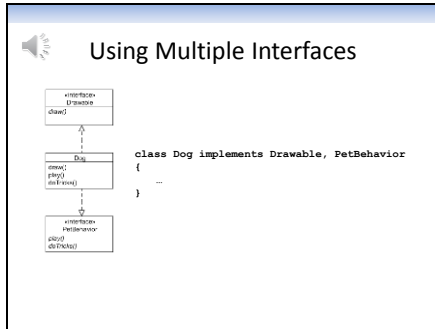 Using Multiple Interfaces
«interface»
Drawable
draw()
Dog
draw()
play()
doTricks()
«interface»
PetBehavior
play()
doTricks()
class Dog implements Drawable, PetBehavior
{
…
}